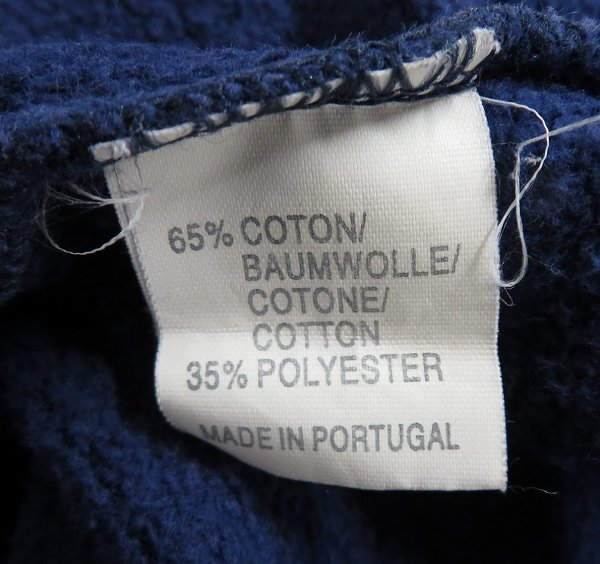 65% COTON/
BAUMWOLLE/
COTONE/
COTTON
35% POLYESTER
MADE IN PORTUGAL